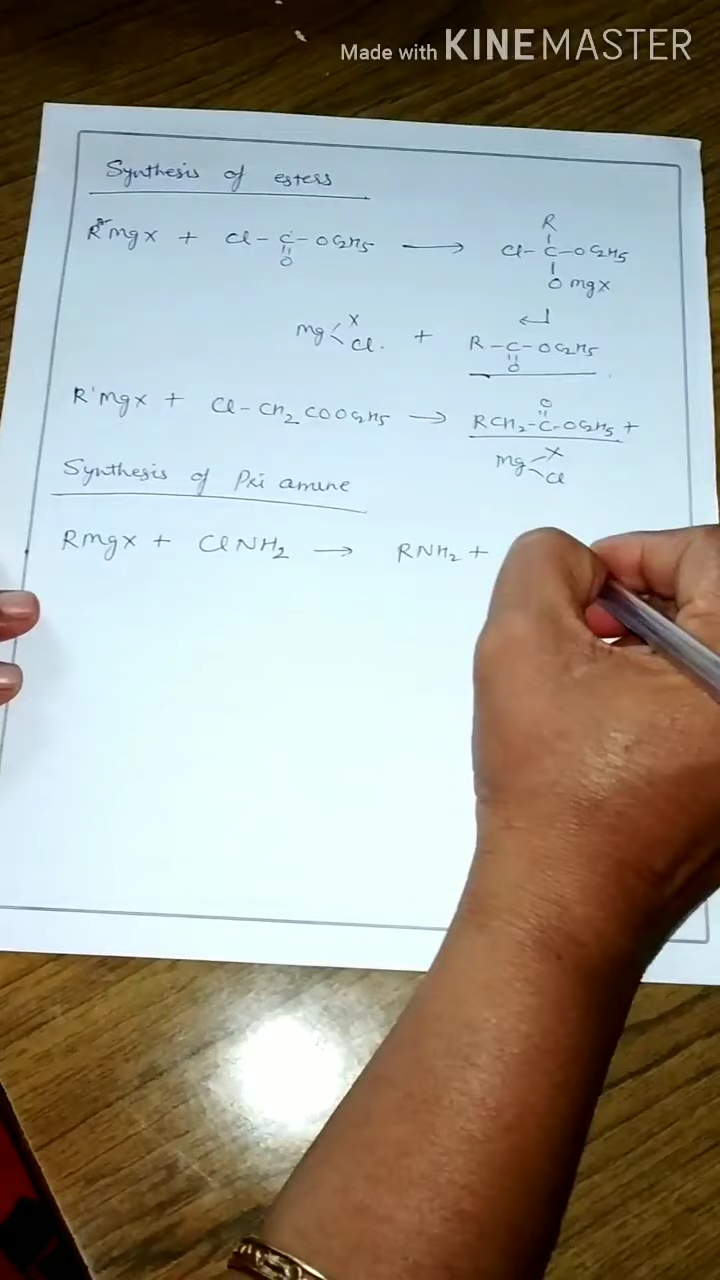 Made with KINEMASTER
Synthesis of esters
R'mgx + Cl-C-OC2H5 ⟶ Cl-C-OC2H5
R
||
O
|
O mgx
Mg< X Cl. + R-C-OC2H5
||
O
R'mgx + Cl-CH2COOC2H5 → RCH2-C-OC2H5 +
O
||
Mg< X Cl
Synthesis of Pri amine
Rmgx + ClNH2 → RNH2 +